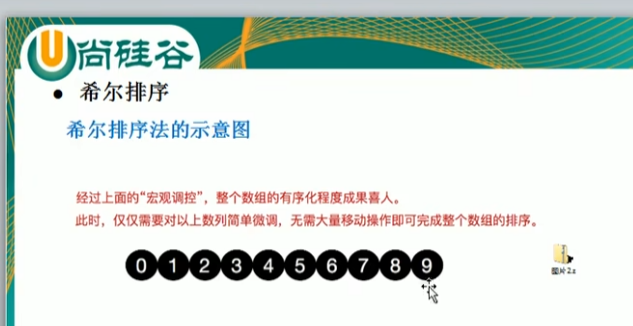 尚硅谷
● 希尔排序
希尔排序法的示意图
经过上面的“宏观调控”，整个数组的有序化程度成果喜人。
此时，仅仅需要对以上数列简单微调，无需大量移动操作即可完成整个数组的排序。
0 1 2 3 4 5 6 7 8 9